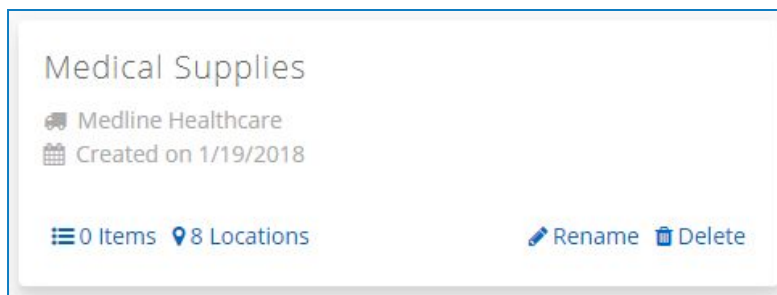 Medical Supplies
Medline Healthcare
Created on 1/19/2018
0 Items 8 Locations Rename Delete